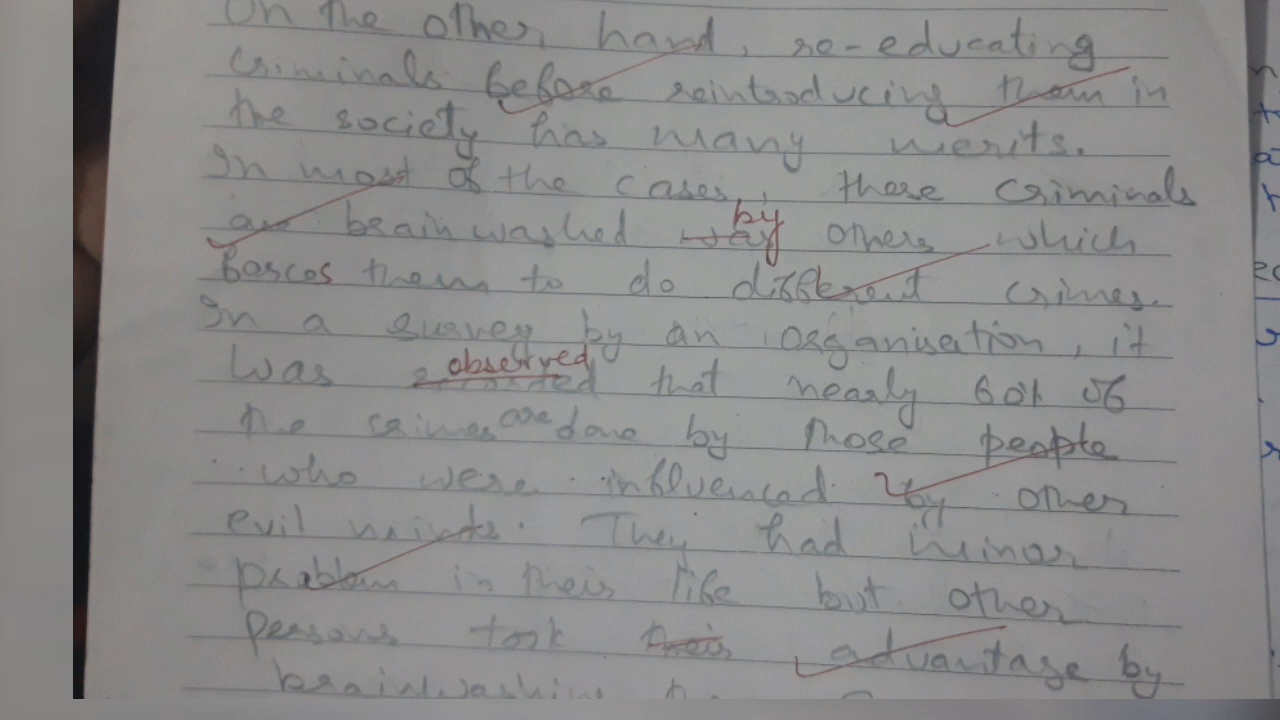 On the other hand, re-educating
criminals before reintroducing them in
the society has many merits.
In most of the cases, these criminals
are brainwashed by others which
forces them to do different crimes.
In a survey by an organisation, it
was observed that nearly 60% of
the crimes are done by those people
who were influenced by other
evil minds. They had minor
problem in their life but other
persons took their advantage by
brainwashing